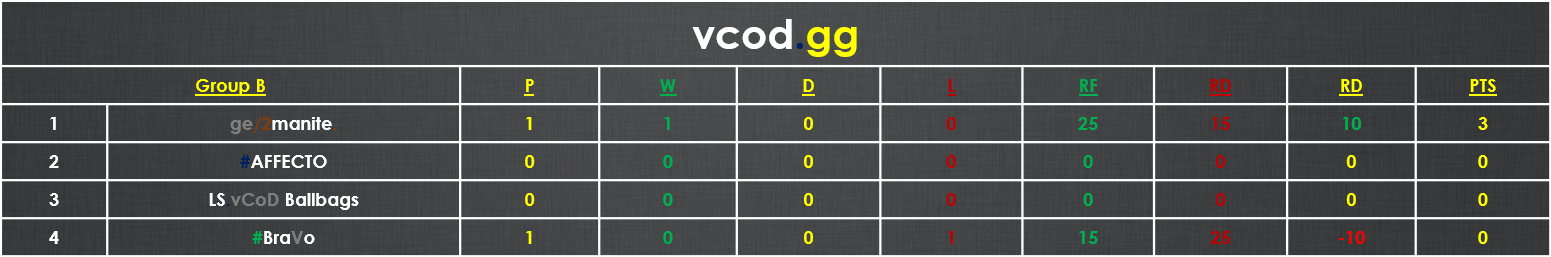 vcod.gg
Group B P W D L RF RD RD PTS
1 ge/2manite. 1 1 0 0 25 15 10 3
2 #AFFECTO 0 0 0 0 0 0 0 0
3 LS.vCoD Ballbags 0 0 0 0 0 0 0 0
4 #BraVo 1 0 0 1 15 25 -10 0